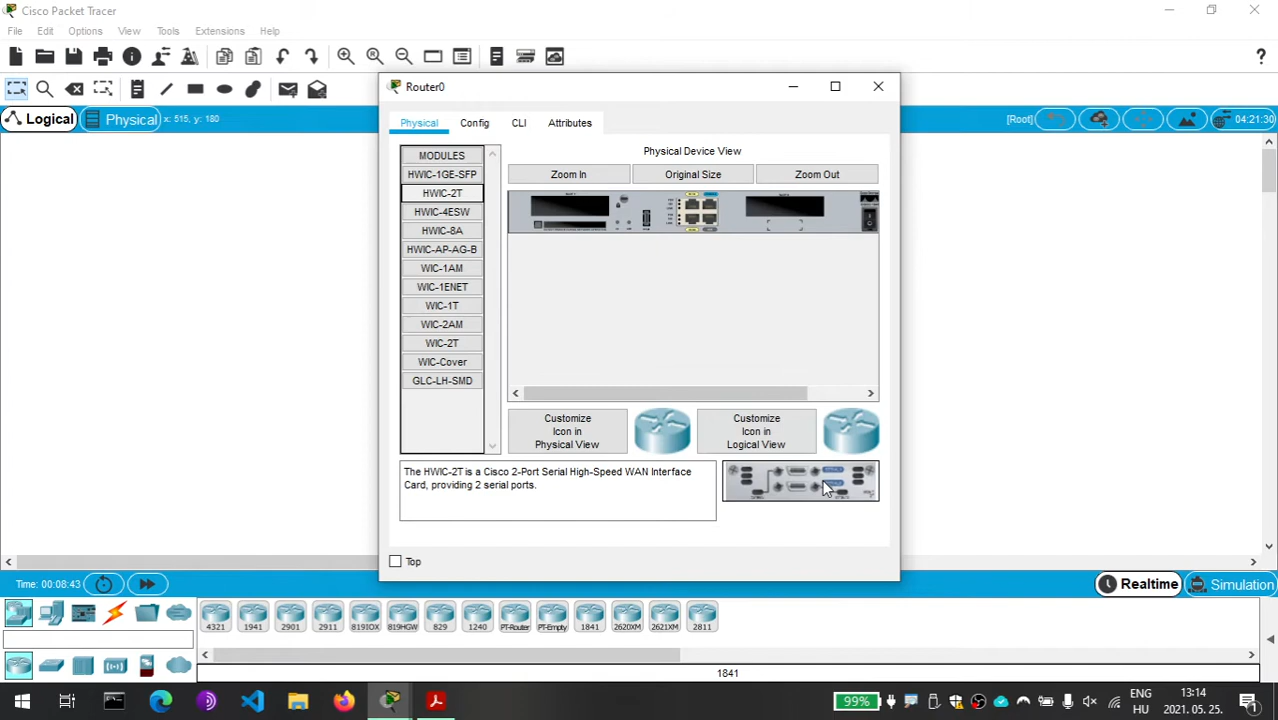 Cisco Packet Tracer
File Edit Options View Tools Extensions Help
?
Logical Physical x: 515, y: 180 [Root] 04:21:30
Router0
Physical Config CLI Attributes
MODULES
HWIC-1GE-SFP
HWIC-2T
HWIC-4ESW
HWIC-8A
HWIC-AP-AG-B
WIC-1AM
WIC-1ENET
WIC-1T
WIC-2AM
WIC-2T
WIC-Cover
GLC-LH-SMD
Physical Device View
Zoom In Original Size Zoom Out
Customize
Icon in
Physical View
Customize
Icon in
Logical View
The HWIC-2T is a Cisco 2-Port Serial High-Speed WAN Interface
Card, providing 2 serial ports.
Top
Time: 00:08:43 Realtime Simulation
4321 1941 2901 2911 819IOX 819HGW 829 1240 PT-Router PT-Empty 1841 2620XM 2621XM 2811
1841
99% ENG 13:14
HU 2021. 05. 25.